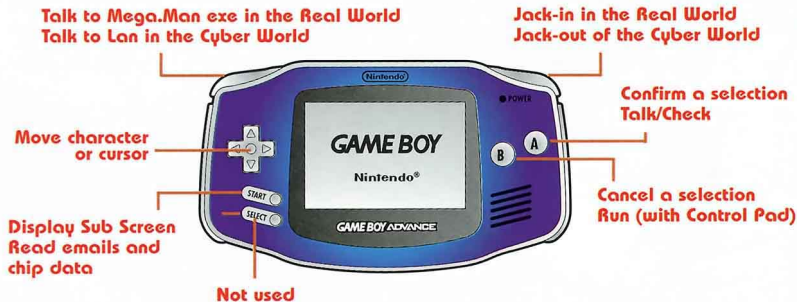 Talk to Mega.Man exe in the Real World
Talk to Lan in the Cyber World
Jack-in in the Real World
Jack-out of the Cyber World
Nintendo
POWER
Confirm a selection
Talk/Check
Move character
or cursor
GAME BOY
Nintendo®
A
B
START
SELECT
GAME BOY ADVANCE
Cancel a selection
Run (with Control Pad)
Display Sub Screen
Read emails and
chip data
Not used